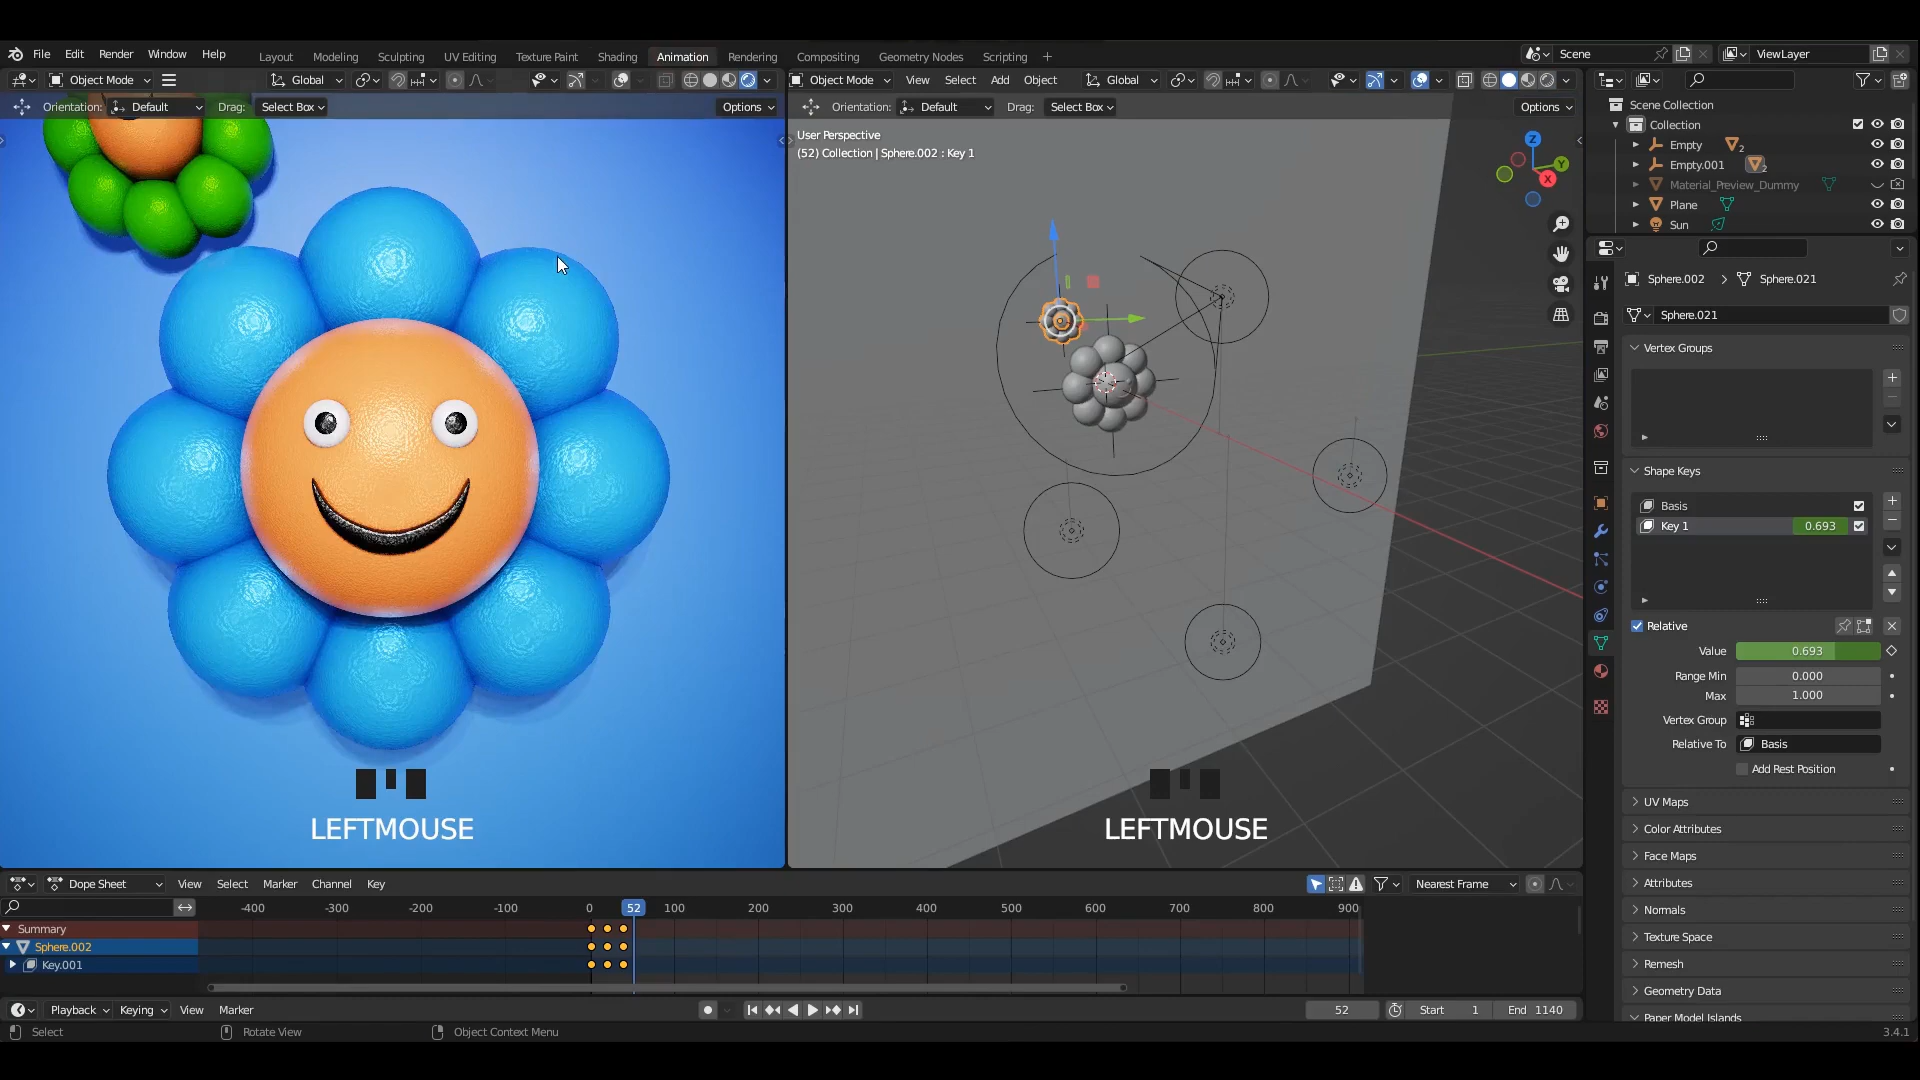 File Edit Render Window Help
Layout Modeling Sculpting UV Editing Texture Paint Shading Animation Rendering Compositing Geometry Nodes Scripting +
Scene
ViewLayer
Object Mode
Global
Object Mode View Select Add Object
Global
Orientation: Default Drag: Select Box
Options
Orientation: Default Drag: Select Box
Options
User Perspective
(52) Collection | Sphere.002 : Key 1
Z
Y
X
LEFTMOUSE
LEFTMOUSE
Scene Collection
Collection
Empty 2
Empty.001 2
Material_Preview_Dummy
Plane
Sun
Sphere.002 > Sphere.021
Sphere.021
Vertex Groups
Shape Keys
Basis
Key 1 0.693
Relative
Value 0.693
Range Min 0.000
Max 1.000
Vertex Group
Relative To Basis
Add Rest Position
UV Maps
Color Attributes
Face Maps
Attributes
Normals
Texture Space
Remesh
Geometry Data
Paper Model Islands
Dope Sheet View Select Marker Channel Key
Nearest Frame
-400 -300 -200 -100 0 52 100 200 300 400 500 600 700 800 900
Summary
Sphere.002
Key.001
Playback Keying View Marker
52 Start 1 End 1140
Select Rotate View Object Context Menu
3.4.1